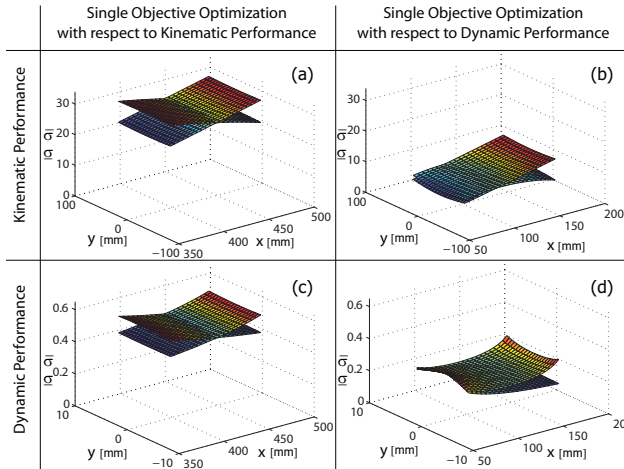 Single Objective Optimization
with respect to Kinematic Performance
Single Objective Optimization
with respect to Dynamic Performance
Kinematic Performance
(a)
σ̲ σ̅
30
20
10
0
100
0
-100
y [mm]
350
400
450
500
x [mm]
(b)
σ̲ σ̅
30
20
10
0
100
0
-100
y [mm]
50
100
150
200
x [mm]
Dynamic Performance
(c)
σ̲ σ̅
0.6
0.4
0.2
0
10
0
-10
y [mm]
350
400
450
500
x [mm]
(d)
σ̲ σ̅
0.6
0.4
0.2
0
10
0
-10
y [mm]
50
100
150
20
x [mm]